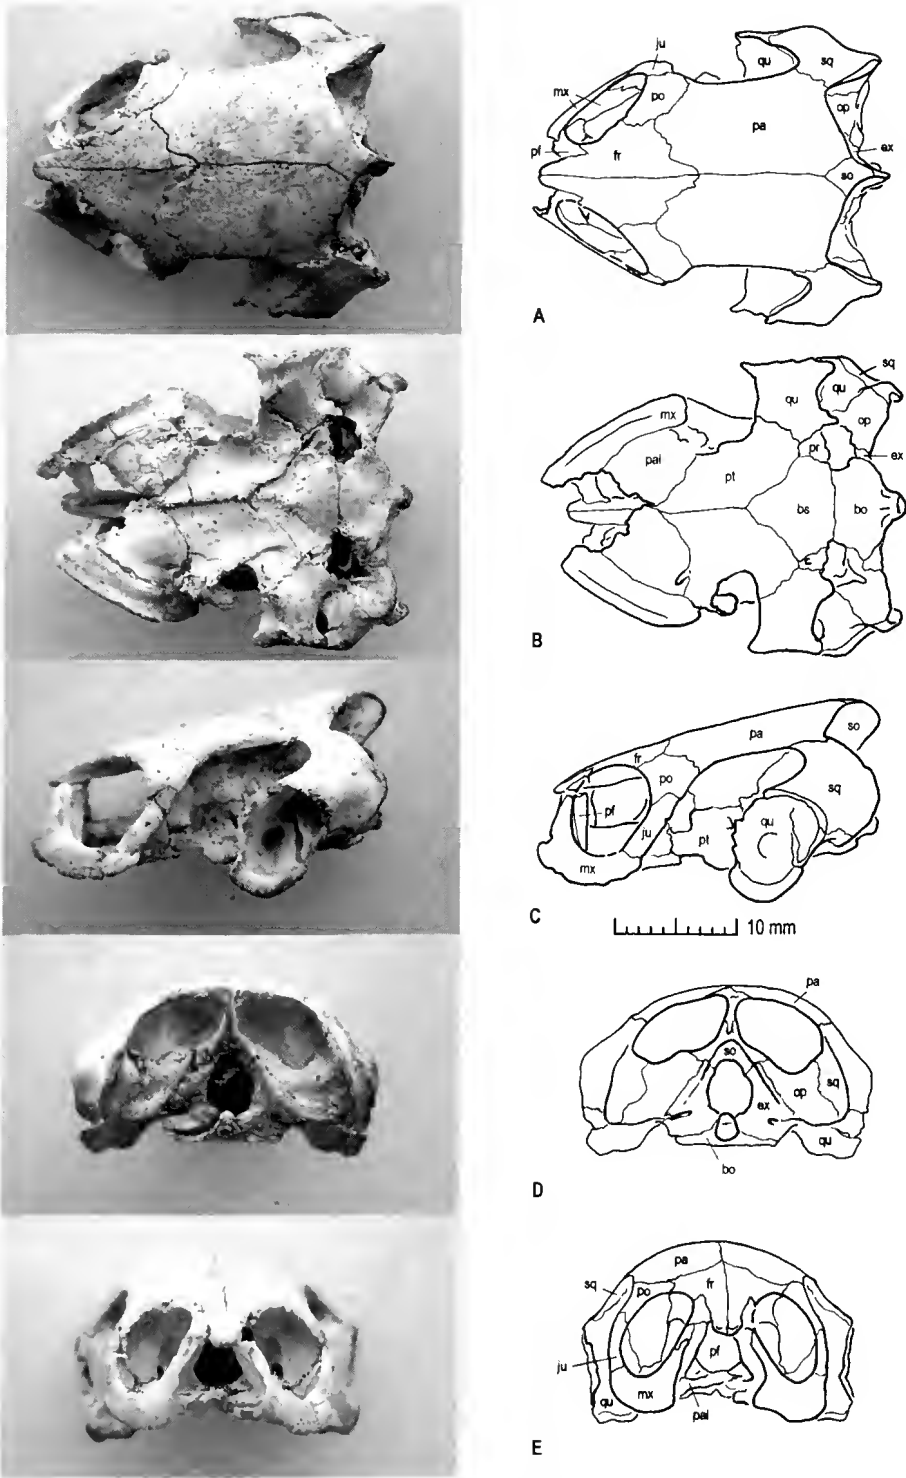 ju
qu
sq
mx
po
op
pa
pf
fr
ex
so
A
sq
qu
qu
mx
op
pr
ex
pal
pt
bs
bo
B
so
pa
fr
po
sq
pf
qu
ju
pt
mx
C
10 mm
pa
so
sq
op
ex
qu
bo
D
pa
sq
fr
po
pf
ju
mx
qu
pal
E